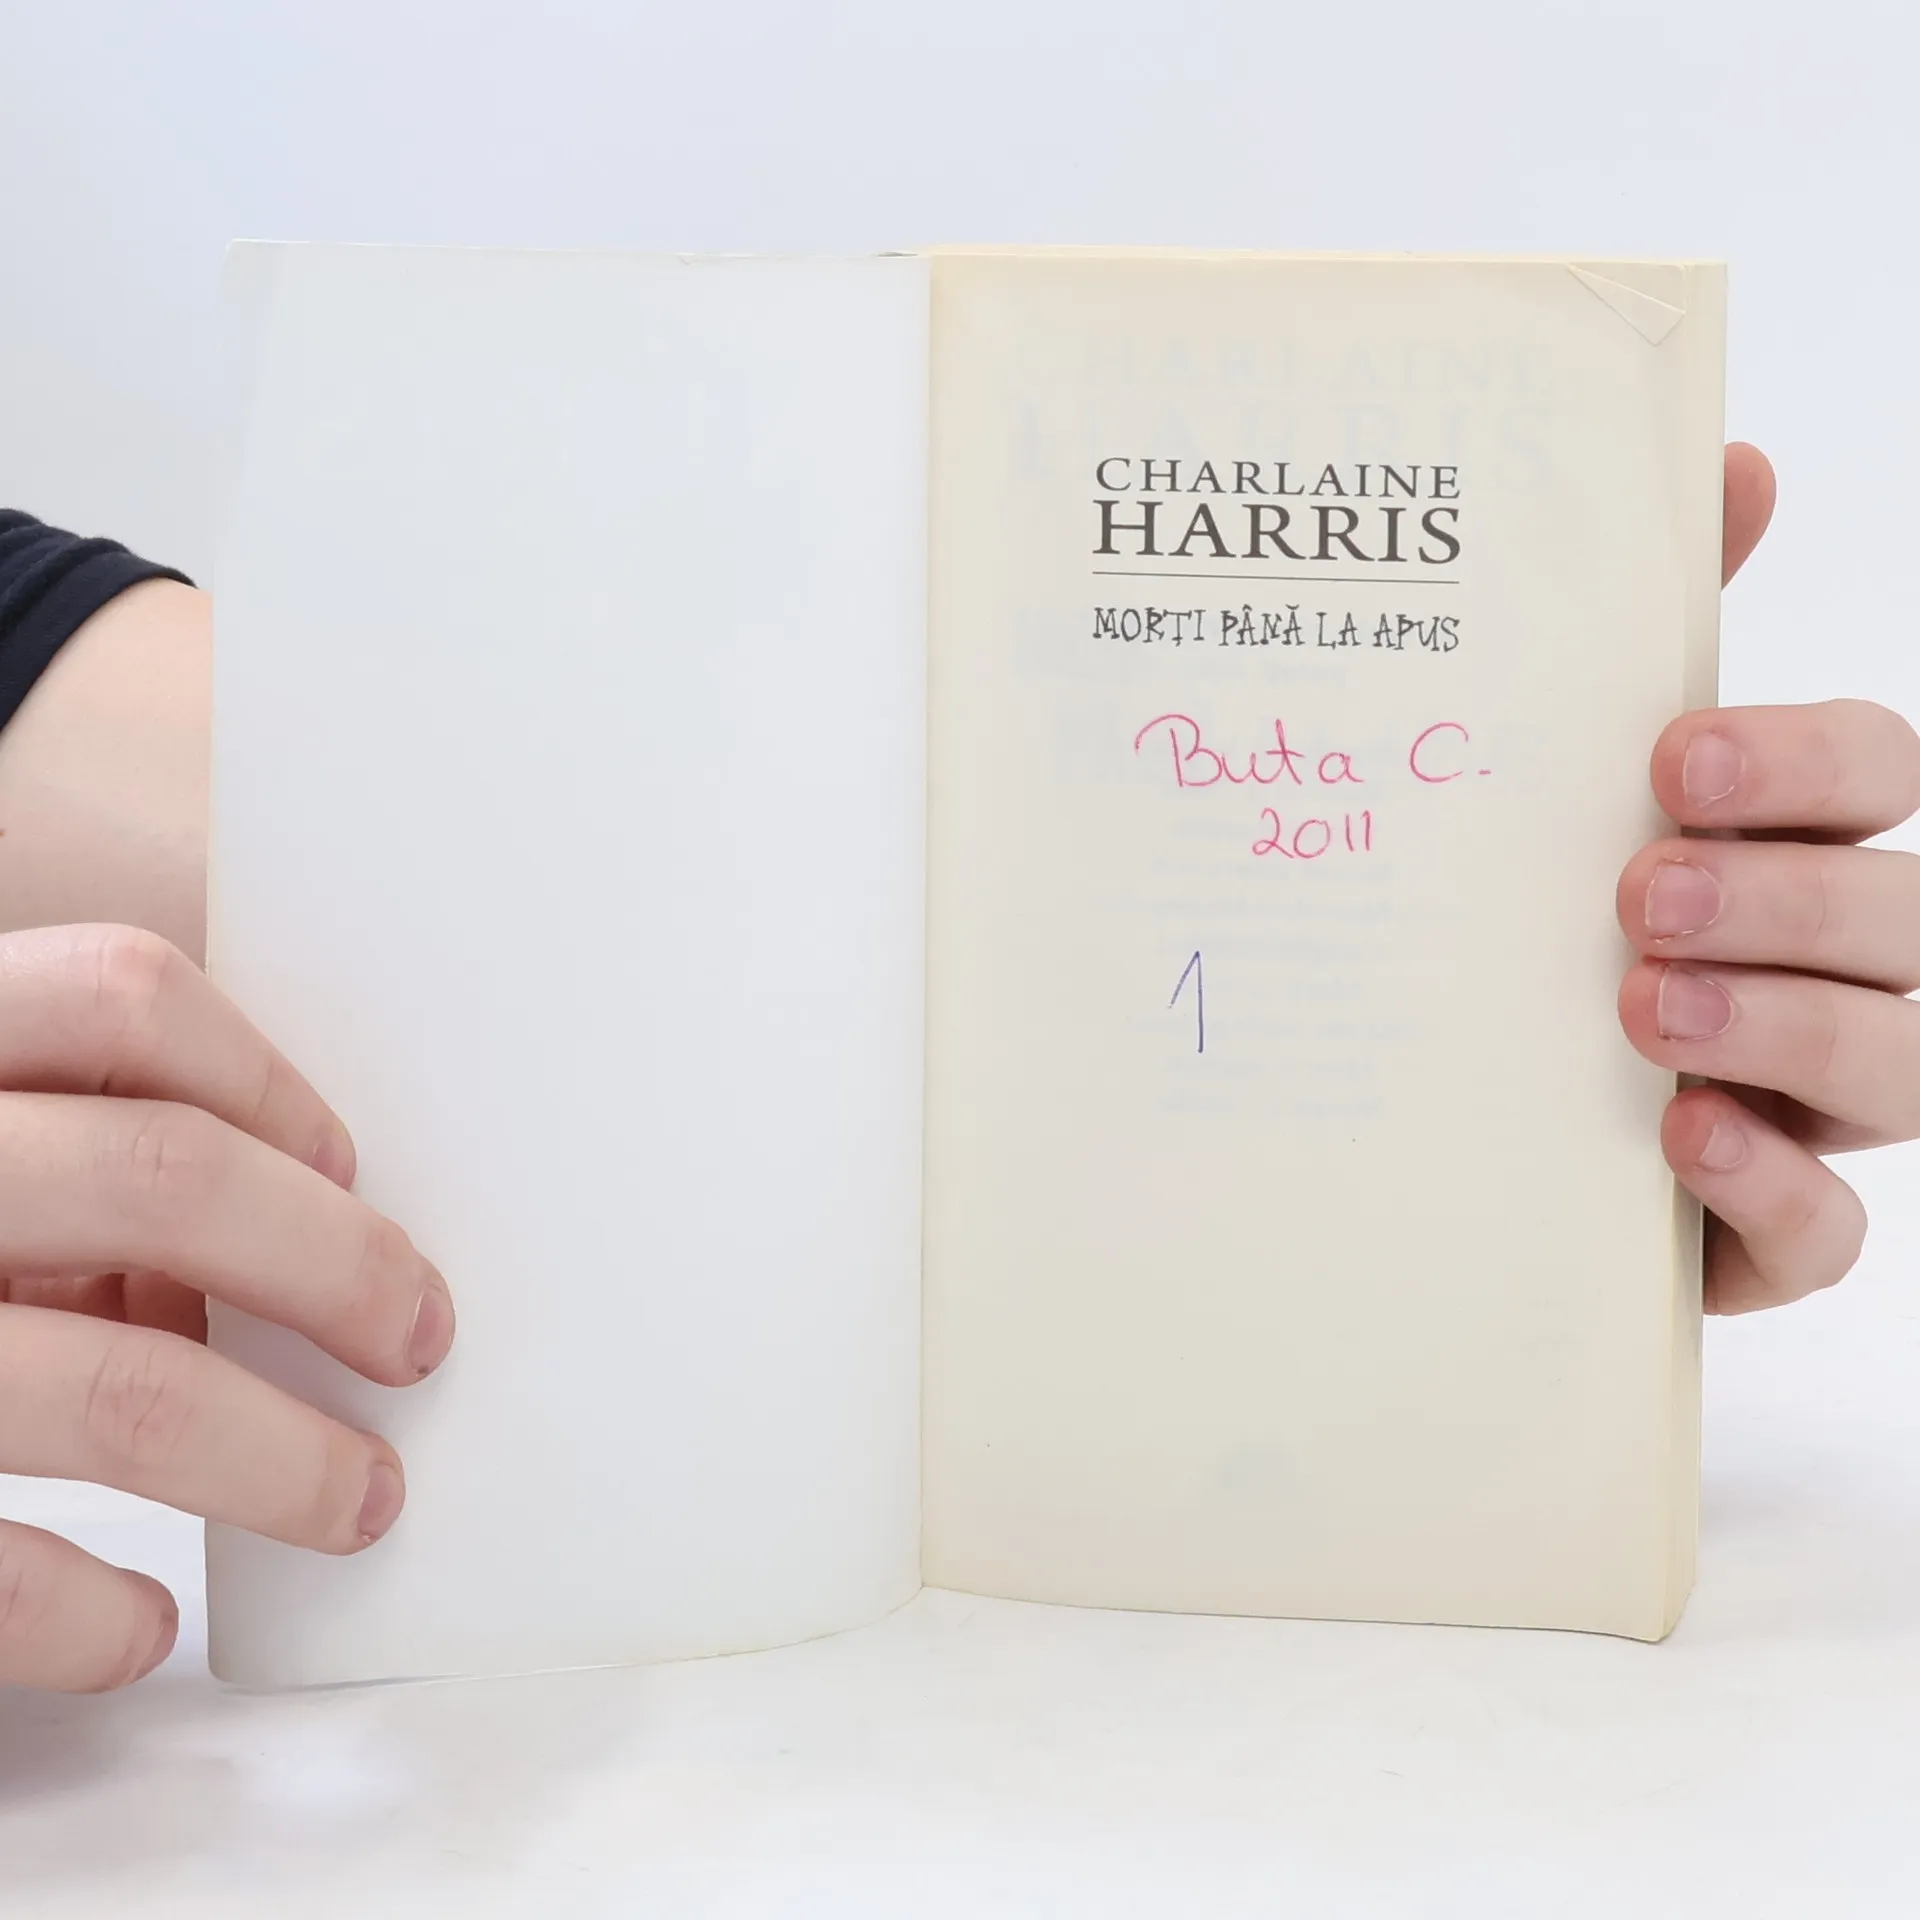 CHARLAINE
HARRIS
MORȚI PÂNĂ LA APUS
Buta C.
2011
1